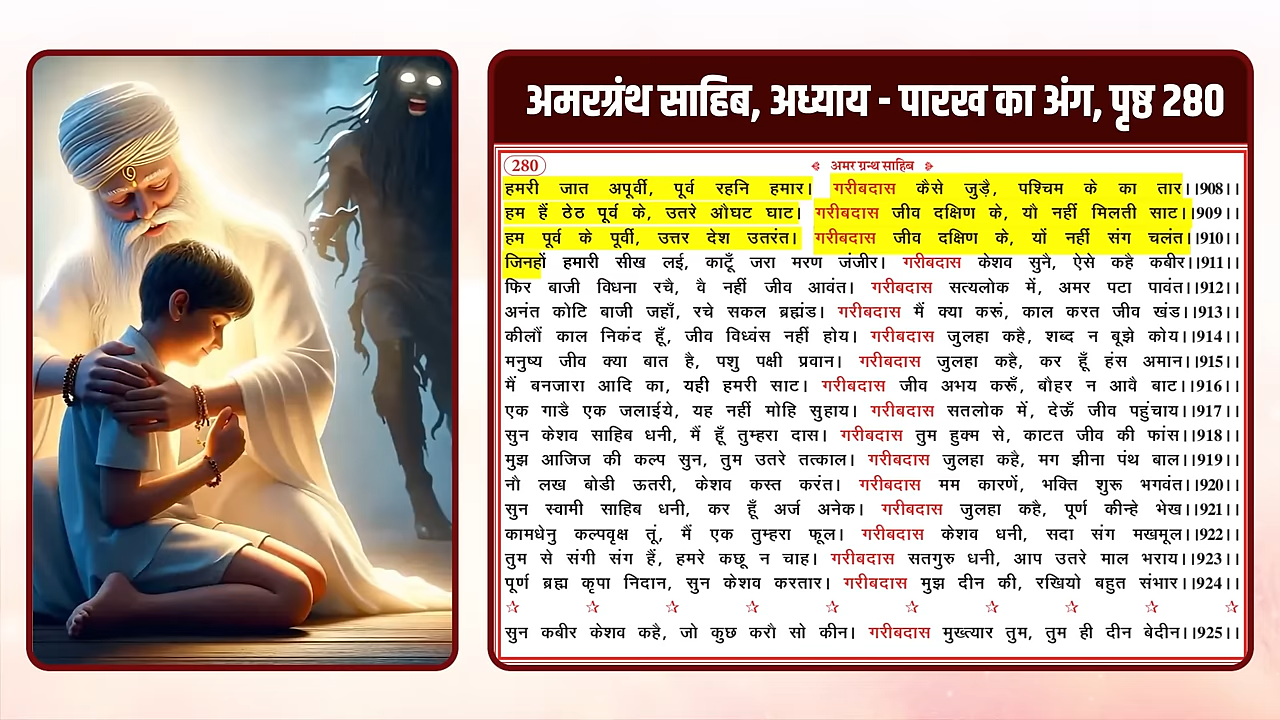 अमरग्रंथ साहिब, अध्याय - पारख का अंग, पृष्ठ 280
280 अमर ग्रन्थ साहिब
हमरी जात अपूर्वी, पूर्व रहनि हमार। गरीबदास कैसे जुड़ै, पश्चिम के का तार।।908।।
हम हैं ठेठ पूर्व के, उतरे औघट घाट। गरीबदास जीव दक्षिण के, यौ नहीं मिलती साट।।909।।
हम पूर्व के पूर्वी, उत्तर देश उतरंत। गरीबदास जीव दक्षिण के, यों नहीं संग चलंत।।910।।
जिनहों हमारी सीख लई, काटूँ जरा मरण जंजीर। गरीबदास केशव सुनै, ऐसे कहै कबीर।।911।।
फिर बाजी विधना रचै, वे नहीं जीव आवंत। गरीबदास सत्यलोक में, अमर पटा पावंत।।912।।
अनंत कोटि बाजी जहाँ, रचे सकल ब्रह्मंड। गरीबदास मैं क्या करूं, काल करत जीव खंड।।913।।
कीलौं काल निकंद हूँ, जीव विध्वंस नहीं होय। गरीबदास जुलहा कहै, शब्द न बूझे कोय।।914।।
मनुष्य जीव क्या बात है, पशु पक्षी प्रवान। गरीबदास जुलहा कहै, कर हूँ हंस अमान।।915।।
में बनजारा आदि का, यही हमरी साट। गरीबदास जीव अभय करूँ, बौहर न आवै बाट।।916।।
एक गाडै एक जलाईये, यह नहीं मोहि सुहाय। गरीबदास सतलोक में, देऊँ जीव पहुंचाय।।917।।
सुन केशव साहिब धनी, मैं हूँ तुम्हरा दास। गरीबदास तुम हुक्म से, काटत जीव की फांस।।918।।
मुझ आजिज की कल्प सुन, तुम उतरे तत्काल। गरीबदास जुलहा कहै, मग झीना पंथ बाल।।919।।
नौ लख बोडी ऊतरी, केशव कस्त करंत। गरीबदास मम कारणें, भक्ति शुरू भगवंत।।920।।
सुन स्वामी साहिब धनी, कर हूँ अर्ज अनेक। गरीबदास जुलहा कहै, पूर्ण कीन्हे भेख।।921।।
कामधेनु कल्पवृक्ष तूं, मैं एक तुम्हरा फूल। गरीबदास केशव धनी, सदा संग मखमूल।।922।।
तुम से संगी संग हैं, हमरे कछू न चाह। गरीबदास सतगुरु धनी, आप उतरे माल भराय।।923।।
पूर्ण ब्रह्म कृपा निदान, सुन केशव करतार। गरीबदास मुझ दीन की, रखियो बहुत संभार।।924।।
सुन कबीर केशव कहै, जो कुछ करौ सो कीन। गरीबदास मुख्त्यार तुम, तुम ही दीन बेदीन।।925।।